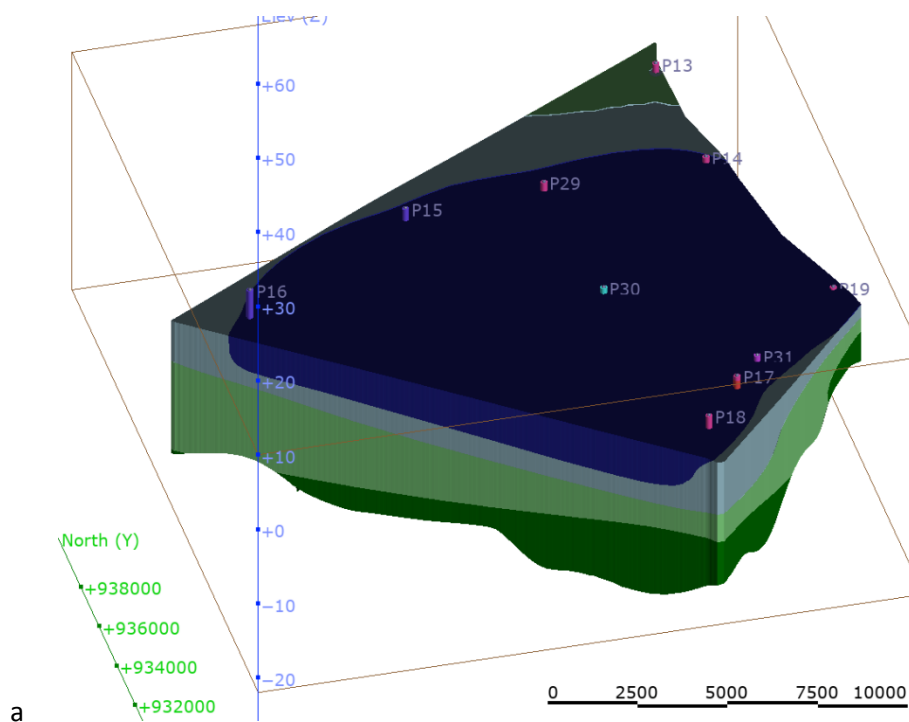 Elev (Z)
+60
P13
+50
P14
P29
P15
+40
P16
P30
P19
+30
P31
+20
P17
P18
+10
North (Y)
+0
+938000
−10
+936000
+934000
−20
0 2500 5000 7500 10000
+932000
a